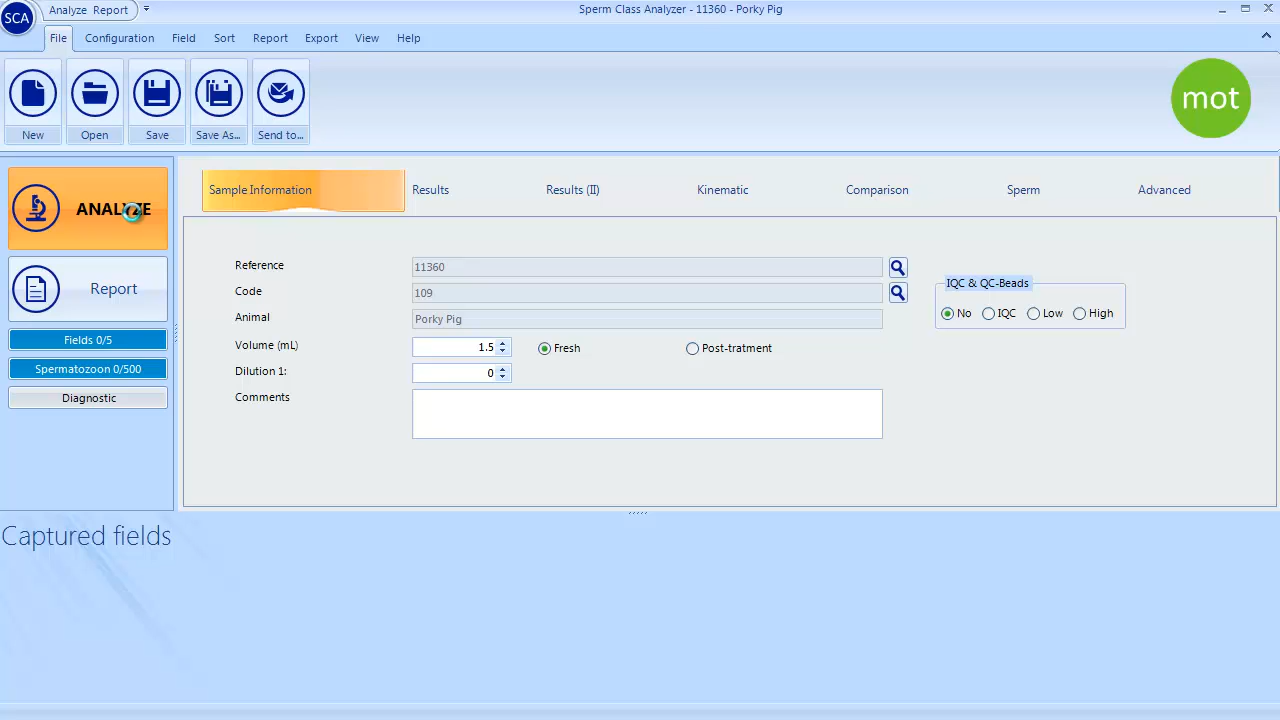 SCA
Analyze Report
Sperm Class Analyzer - 11360 - Porky Pig
File Configuration Field Sort Report Export View Help
New Open Save Save As... Send to...
mot
ANALYZE
Report
Fields 0/5
Spermatozoon 0/500
Diagnostic
Sample Information Results Results (II) Kinematic Comparison Sperm Advanced
Reference 11360
Code 109
Animal Porky Pig
Volume (mL) 1.5 Fresh Post-tratment
Dilution 1: 0
Comments
IQC & QC-Beads
No IQC Low High
Captured fields